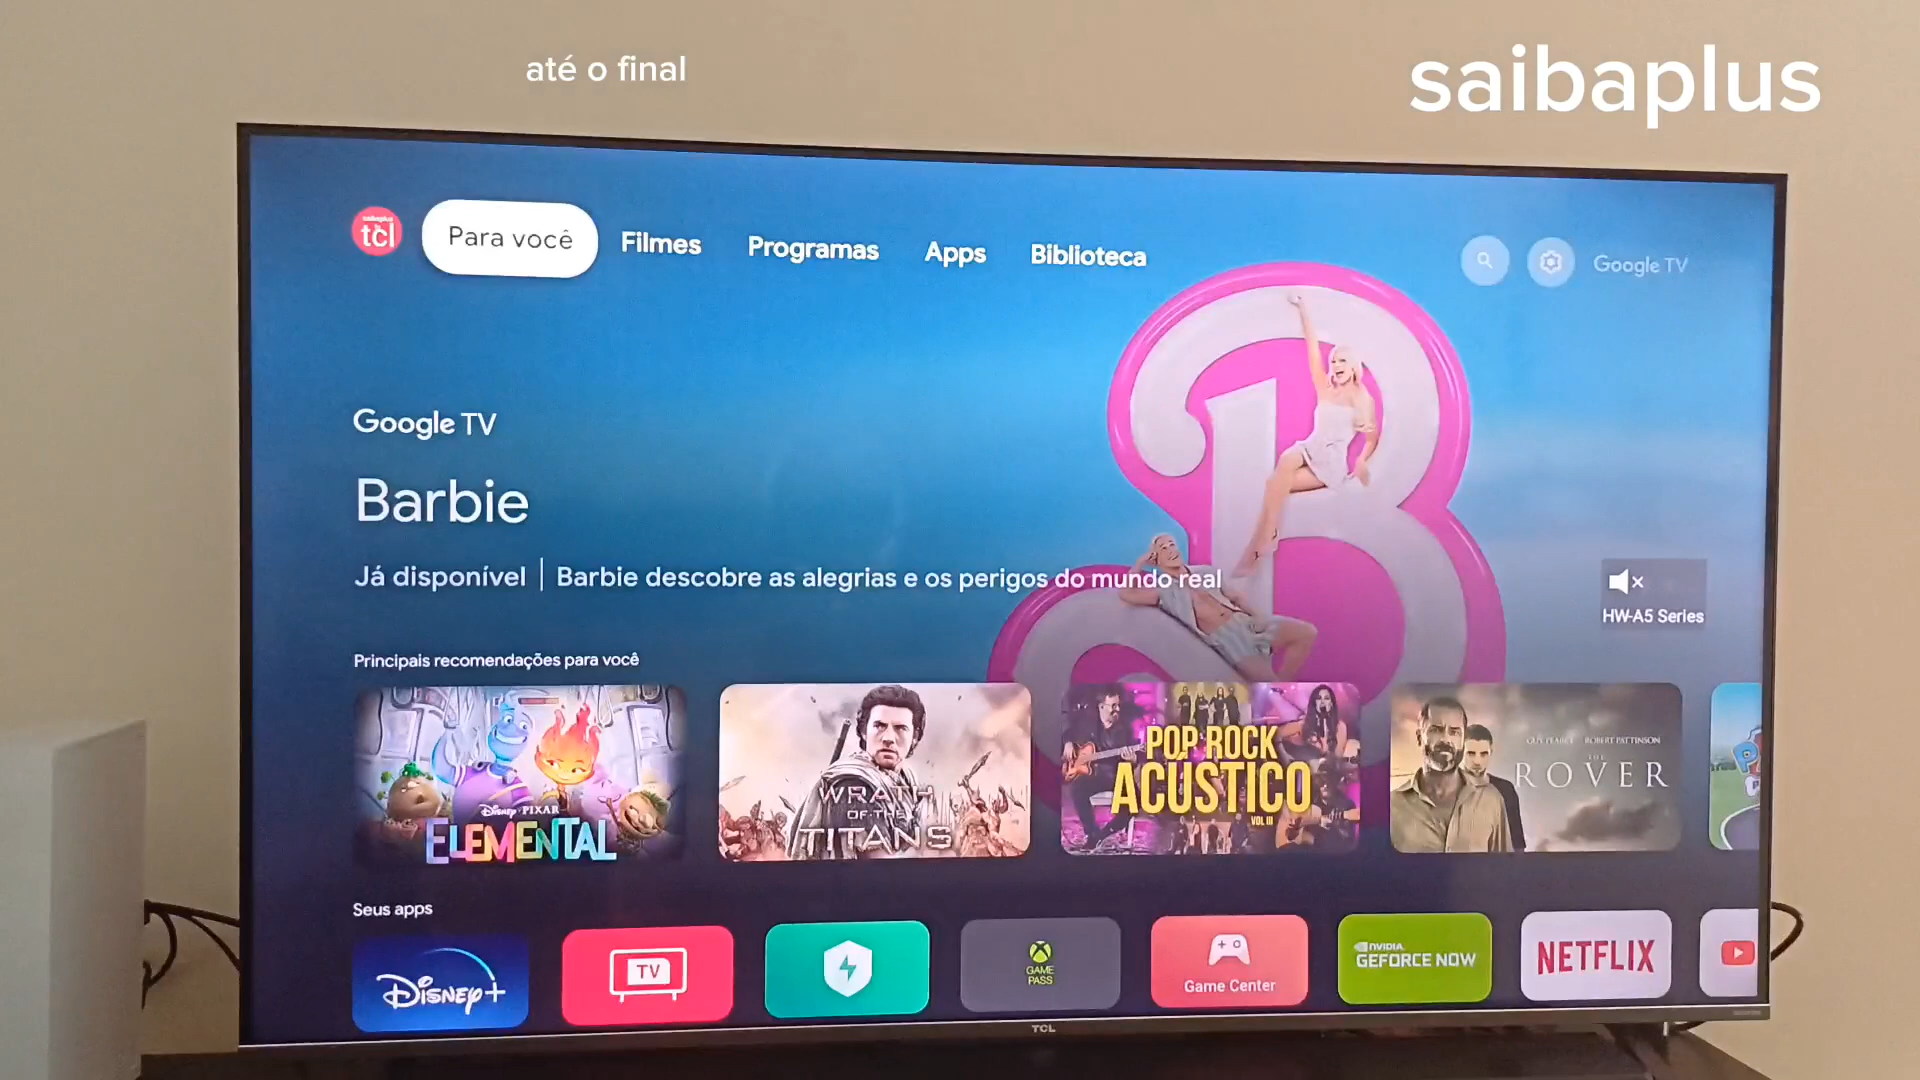 até o final
saibaplus
saibaplus
tcl
Para você
Filmes
Programas
Apps
Biblioteca
Google TV
Google TV
Barbie
Já disponível | Barbie descobre as alegrias e os perigos do mundo real
HW-A5 Series
Principais recomendações para você
Disney PIXAR
ELEMENTAL
WRATH
OF THE
TITANS
POP ROCK
ACÚSTICO
VOL III
GUY PEARCE ROBERT PATTINSON
THE
ROVER
Seus apps
Disney+
TV
XBOX
GAME
PASS
Game Center
NVIDIA
GEFORCE NOW
NETFLIX
TCL